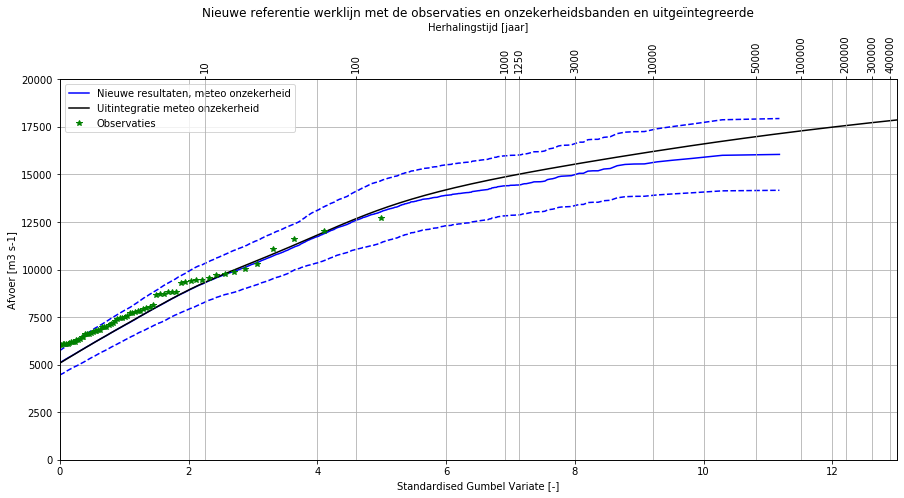 Nieuwe referentie werklijn met de observaties en onzekerheidsbanden en uitgeïntegreerde
Herhalingstijd [jaar]
10 100 1000 1250 3000 10000 50000 100000 200000 300000 400000
Nieuwe resultaten, meteo onzekerheid
Uitintegratie meteo onzekerheid
Observaties
Afvoer [m3 s-1]
20000
17500
15000
12500
10000
7500
5000
2500
0
0 2 4 6 8 10 12
Standardised Gumbel Variate [-]